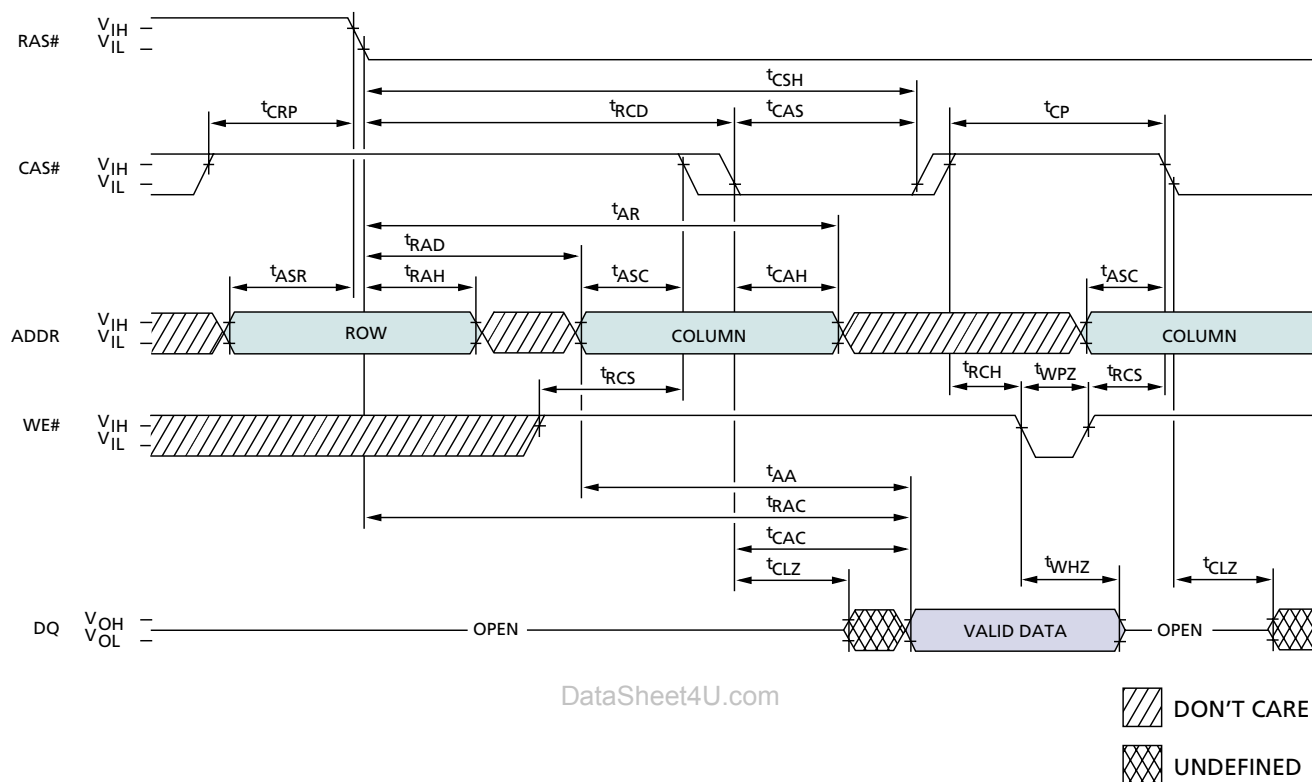 RAS# VIH VIL
tCSH
tCRP tRCD tCAS tCP
CAS# VIH VIL
tAR
tRAD
tASR tRAH tASC tCAH tASC
ADDR VIH VIL ROW COLUMN COLUMN
tRCS tRCH tWPZ tRCS
WE# VIH VIL
tAA
tRAC
tCAC
tCLZ tWHZ tCLZ
DQ VOH VOL OPEN VALID DATA OPEN
DataSheet4U.com
DON'T CARE
UNDEFINED